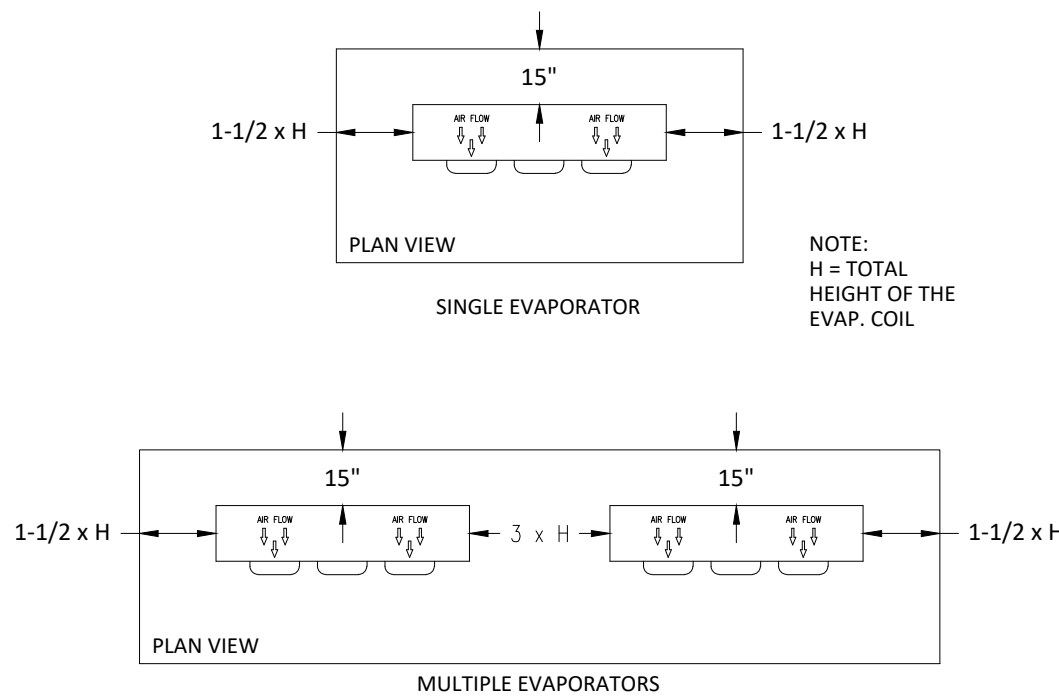 15"
AIR FLOW AIR FLOW
1-1/2 x H 1-1/2 x H
PLAN VIEW
NOTE:
H = TOTAL
HEIGHT OF THE
EVAP. COIL
SINGLE EVAPORATOR
15" 15"
AIR FLOW AIR FLOW AIR FLOW AIR FLOW
1-1/2 x H 3 x H 1-1/2 x H
PLAN VIEW
MULTIPLE EVAPORATORS